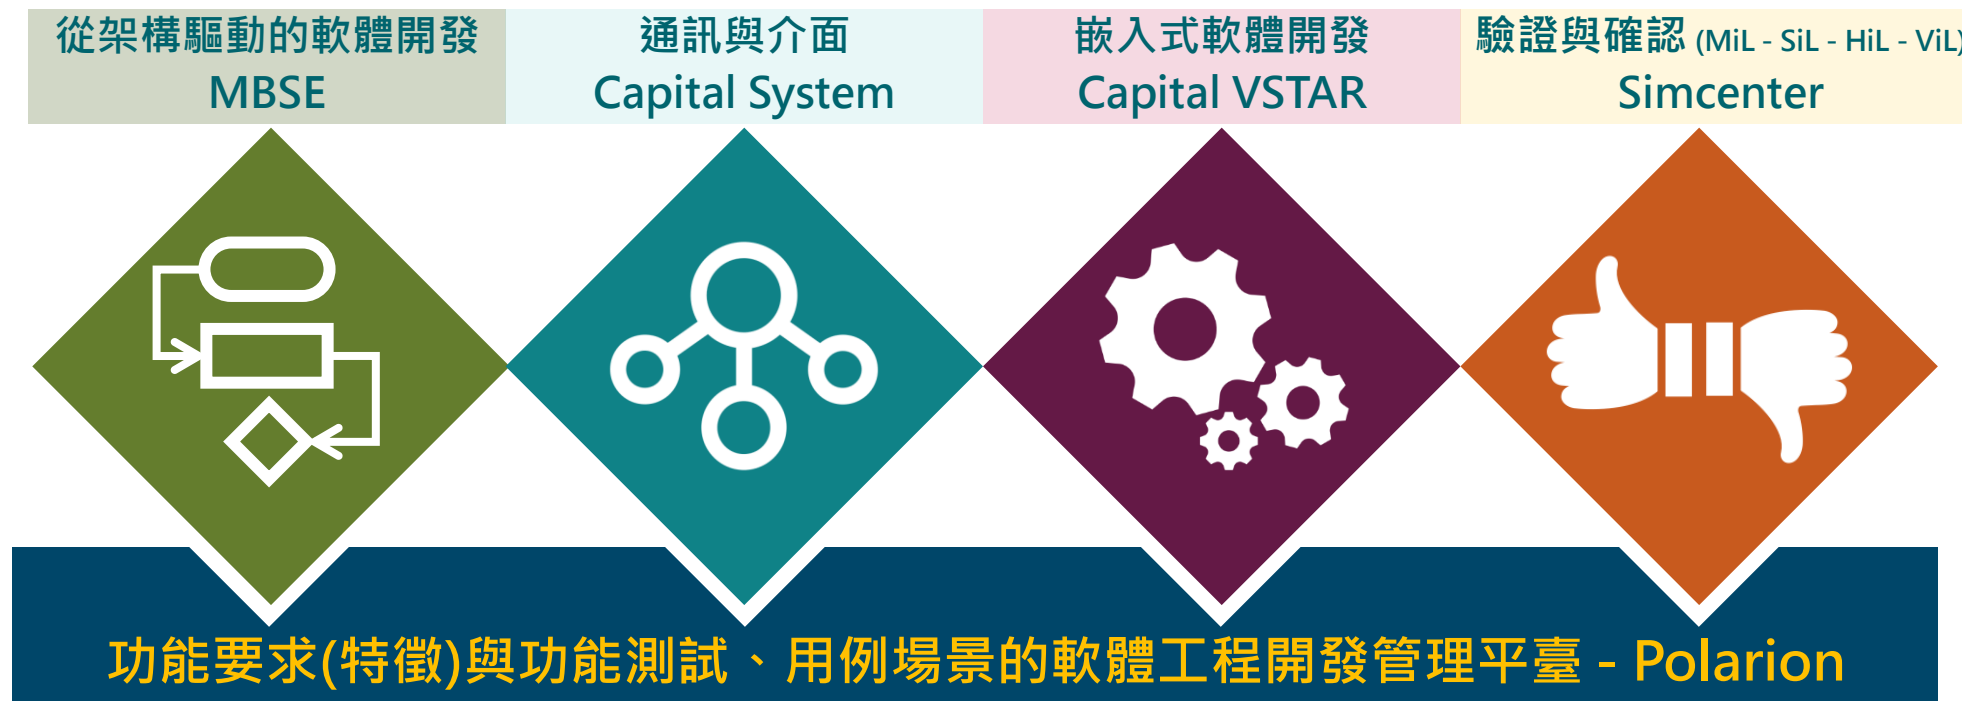 從架構驅動的軟體開發
MBSE
通訊與介面
Capital System
嵌入式軟體開發
Capital VSTAR
驗證與確認 (MiL - SiL - HiL - ViL)
Simcenter
功能要求(特徵)與功能測試、用例場景的軟體工程開發管理平臺 - Polarion